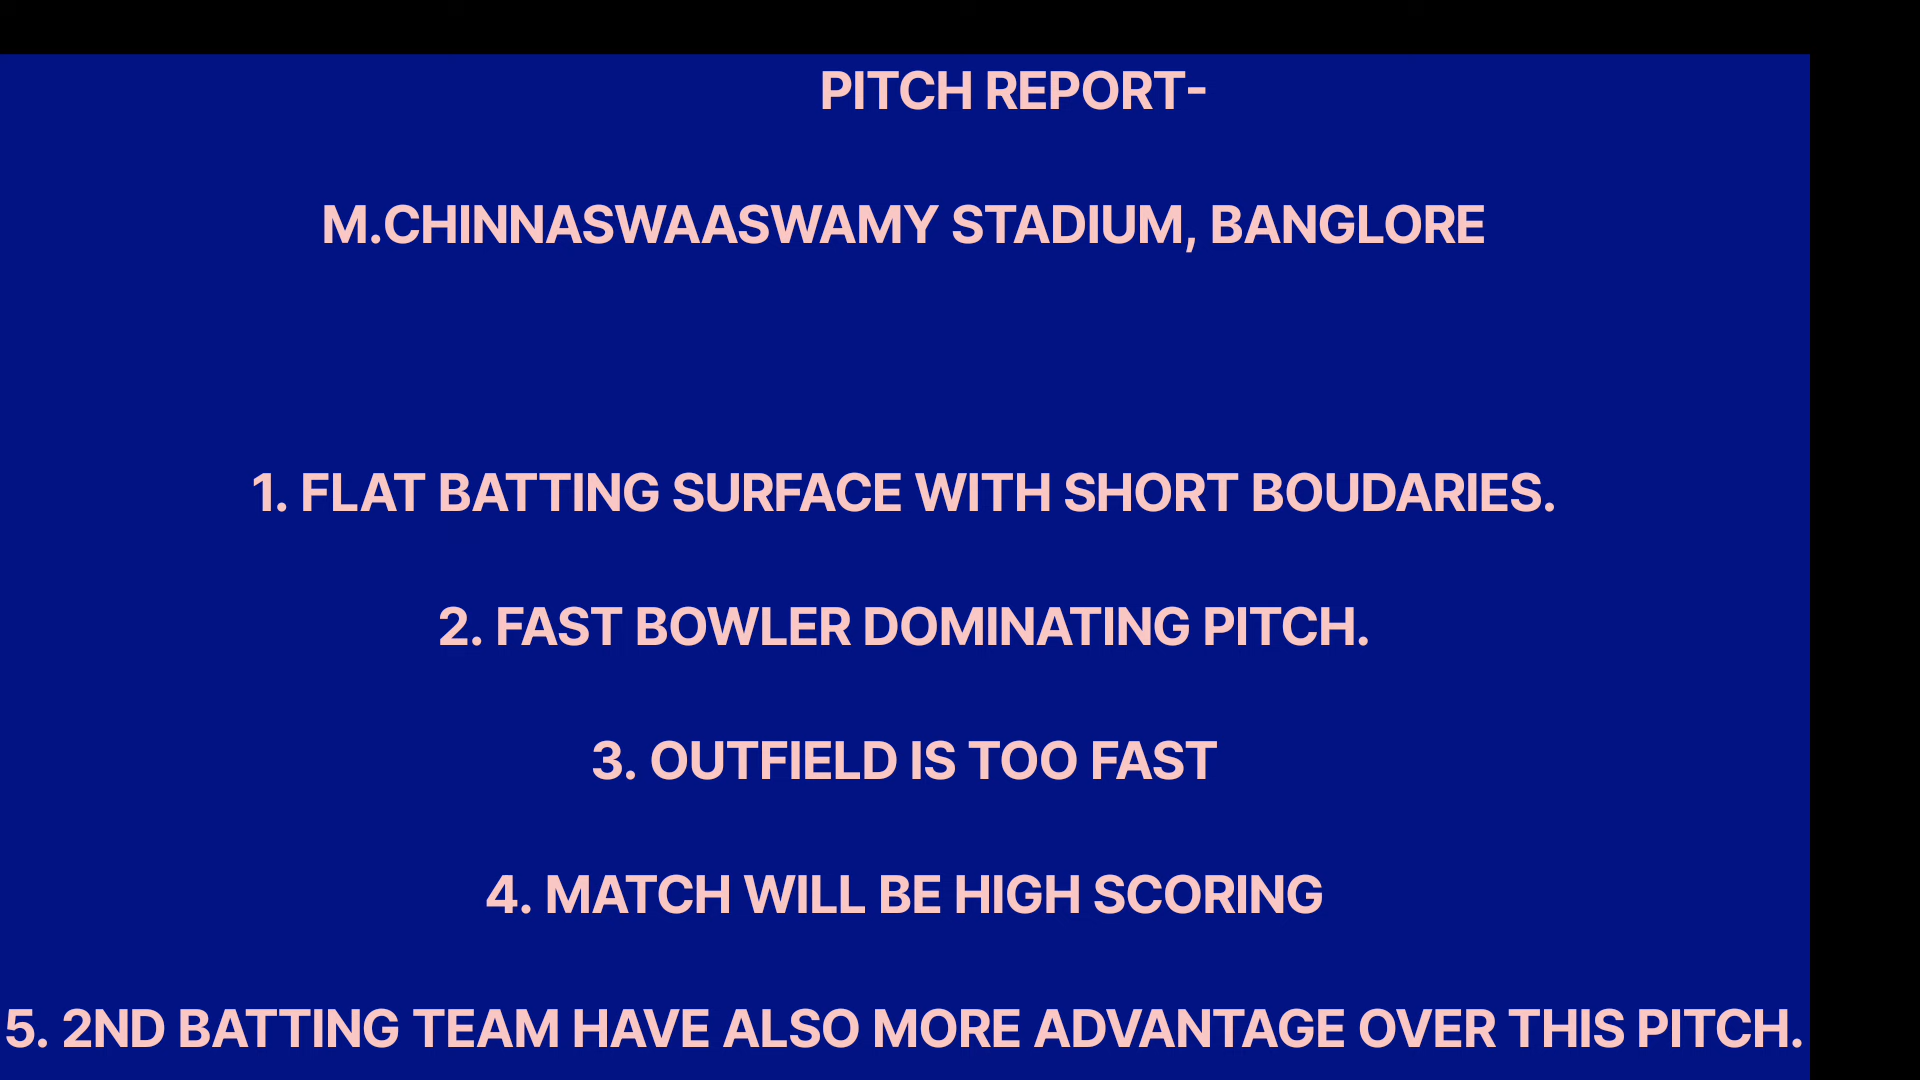 PITCH REPORT-
M.CHINNASWAASWAMY STADIUM, BANGLORE
1. FLAT BATTING SURFACE WITH SHORT BOUDARIES.
2. FAST BOWLER DOMINATING PITCH.
3. OUTFIELD IS TOO FAST
4. MATCH WILL BE HIGH SCORING
5. 2ND BATTING TEAM HAVE ALSO MORE ADVANTAGE OVER THIS PITCH.